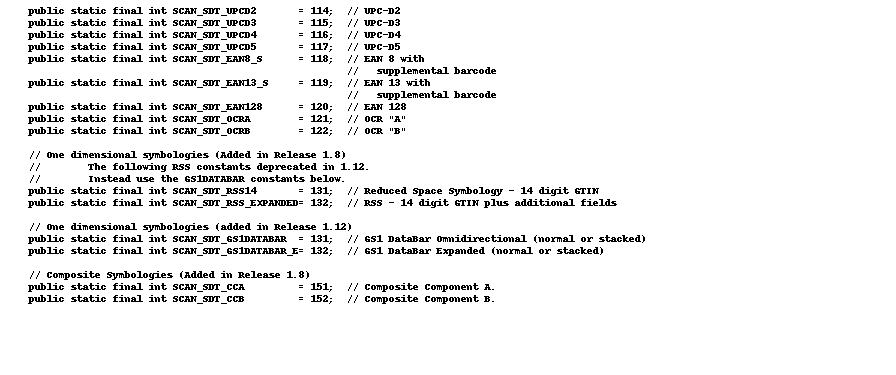 public static final int SCAN_SDT_UPCD2       = 114;  // UPC-D2
public static final int SCAN_SDT_UPCD3       = 115;  // UPC-D3
public static final int SCAN_SDT_UPCD4       = 116;  // UPC-D4
public static final int SCAN_SDT_UPCD5       = 117;  // UPC-D5
public static final int SCAN_SDT_EAN8_S      = 118;  // EAN 8 with
                                                     //   supplemental barcode
public static final int SCAN_SDT_EAN13_S     = 119;  // EAN 13 with
                                                     //   supplemental barcode
public static final int SCAN_SDT_EAN128      = 120;  // EAN 128
public static final int SCAN_SDT_OCRA        = 121;  // OCR "A"
public static final int SCAN_SDT_OCRB        = 122;  // OCR "B"

// One dimensional symbologies (Added in Release 1.8)
//        The following RSS constants deprecated in 1.12.
//        Instead use the GS1DATABAR constants below.
public static final int SCAN_SDT_RSS14       = 131;  // Reduced Space Symbology - 14 digit GTIN
public static final int SCAN_SDT_RSS_EXPANDED= 132;  // RSS - 14 digit GTIN plus additional fields

// One dimensional symbologies (added in Release 1.12)
public static final int SCAN_SDT_GS1DATABAR  = 131;  // GS1 DataBar Omnidirectional (normal or stacked)
public static final int SCAN_SDT_GS1DATABAR_E= 132;  // GS1 DataBar Expanded (normal or stacked)

// Composite Symbologies (Added in Release 1.8)
public static final int SCAN_SDT_CCA         = 151;  // Composite Component A.
public static final int SCAN_SDT_CCB         = 152;  // Composite Component B.